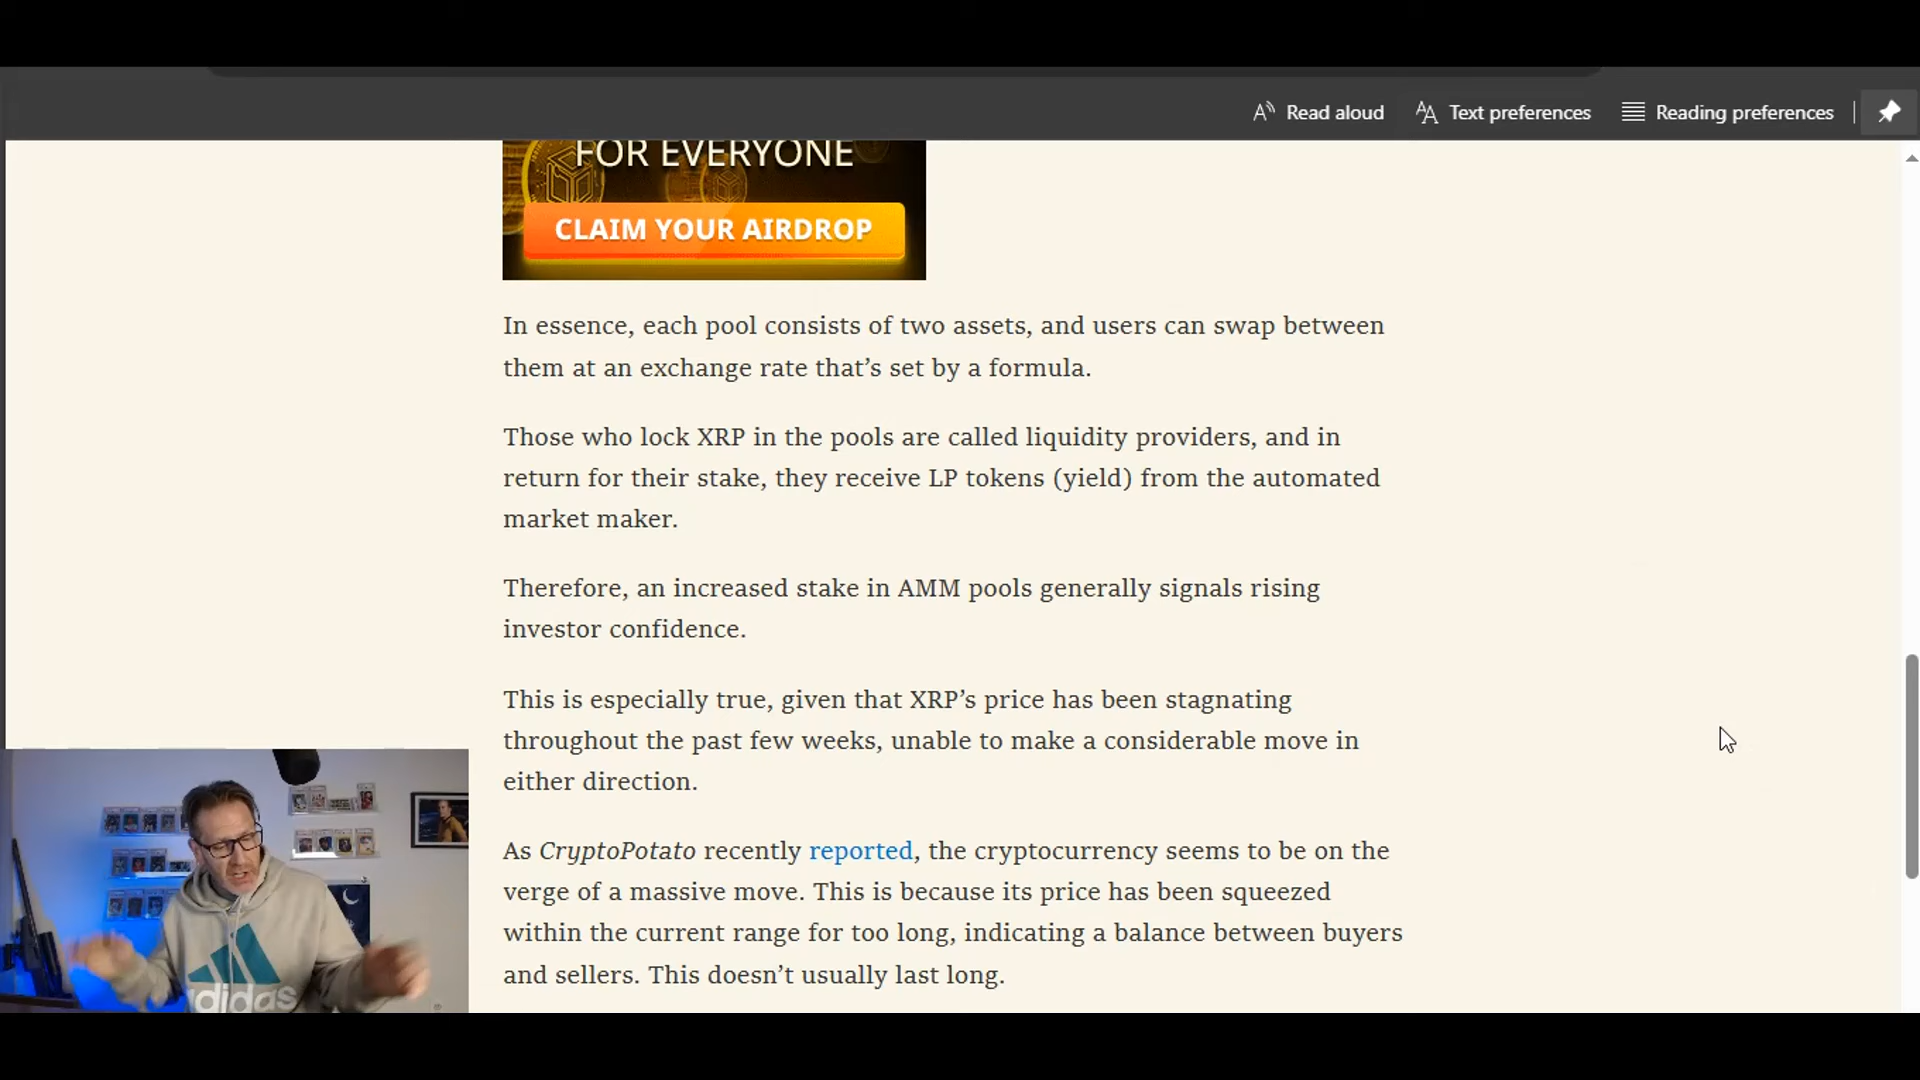 Read aloud
Text preferences
Reading preferences
FOR EVERYONE
CLAIM YOUR AIRDROP
In essence, each pool consists of two assets, and users can swap between
them at an exchange rate that’s set by a formula.
Those who lock XRP in the pools are called liquidity providers, and in
return for their stake, they receive LP tokens (yield) from the automated
market maker.
Therefore, an increased stake in AMM pools generally signals rising
investor confidence.
This is especially true, given that XRP’s price has been stagnating
throughout the past few weeks, unable to make a considerable move in
either direction.
As CryptoPotato recently reported, the cryptocurrency seems to be on the
verge of a massive move. This is because its price has been squeezed
within the current range for too long, indicating a balance between buyers
and sellers. This doesn’t usually last long.
adidas